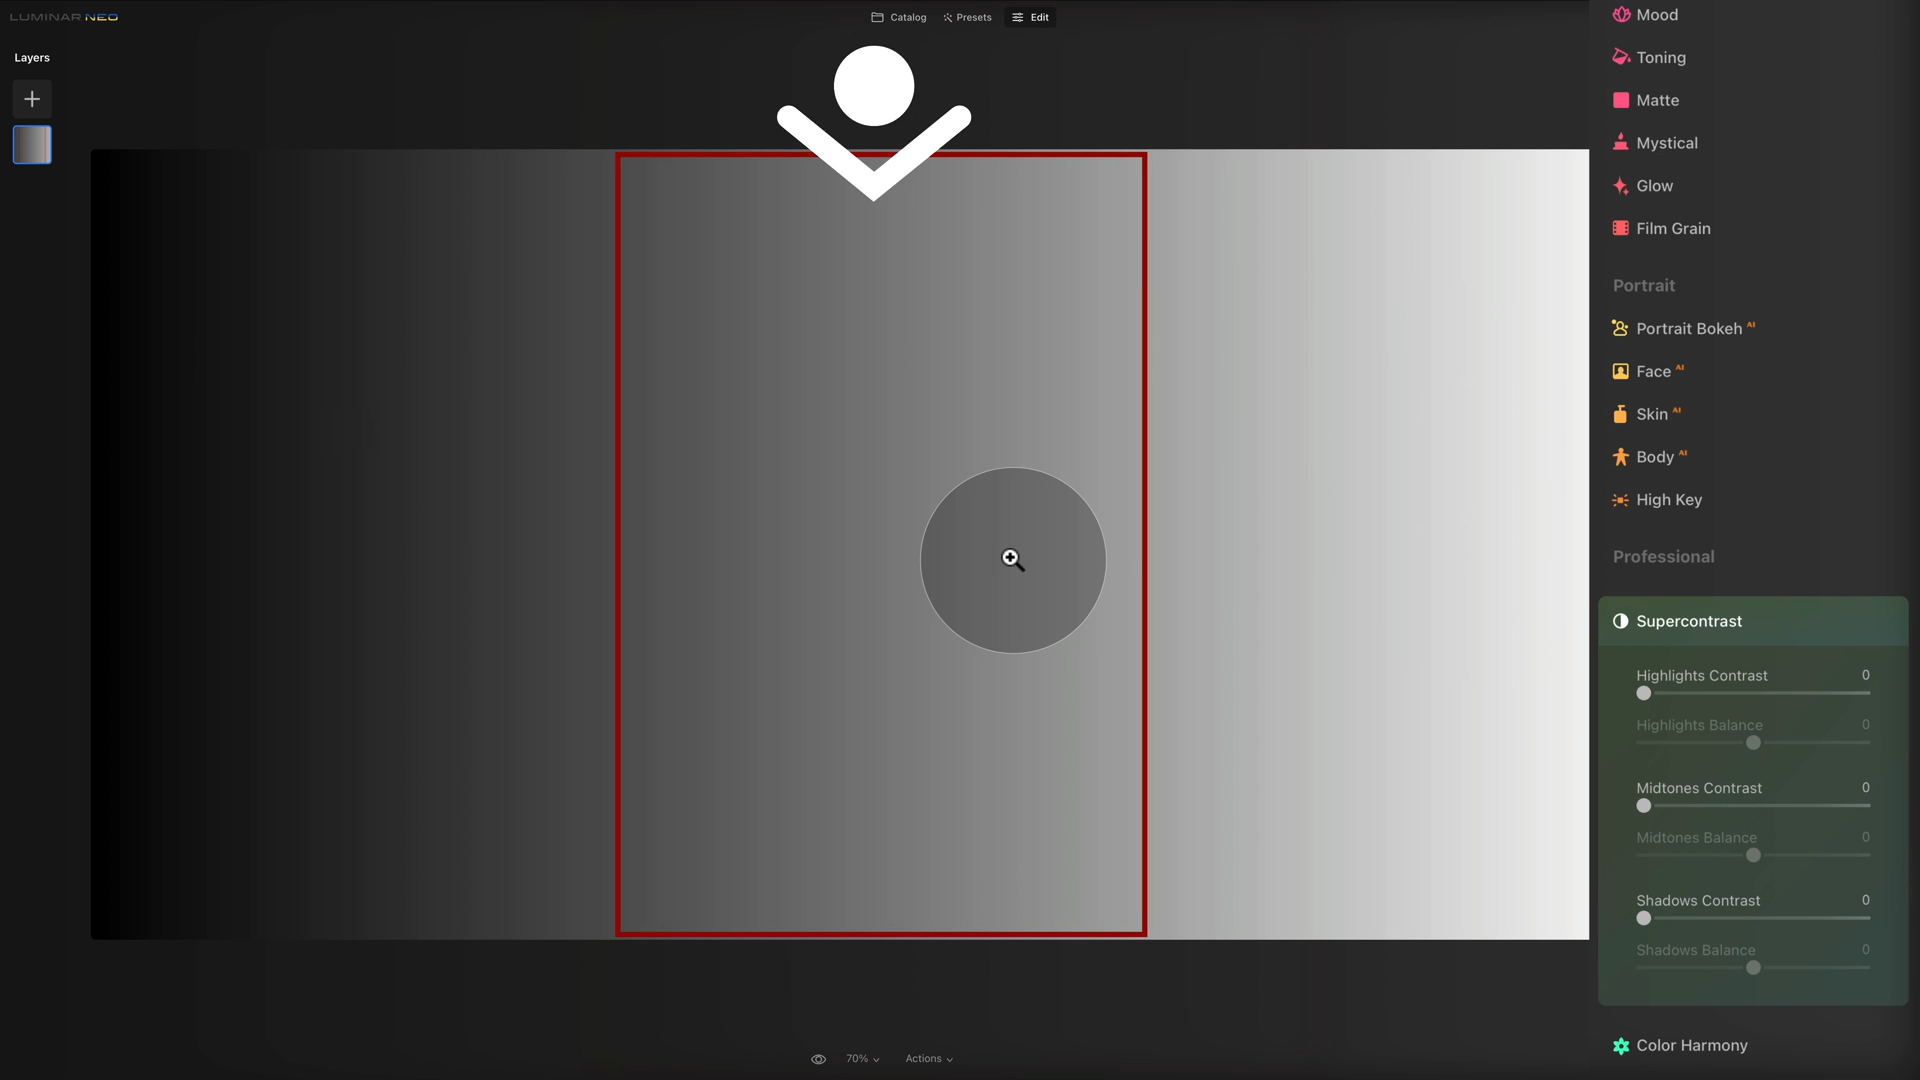 LUMINAR NEO
Catalog
Presets
Edit
Layers
Mood
Toning
Matte
Mystical
Glow
Film Grain
Portrait
Portrait Bokeh AI
Face AI
Skin AI
Body AI
High Key
Professional
Supercontrast
Highlights Contrast 0
Highlights Balance 0
Midtones Contrast 0
Midtones Balance 0
Shadows Contrast 0
Shadows Balance 0
Color Harmony
70%
Actions